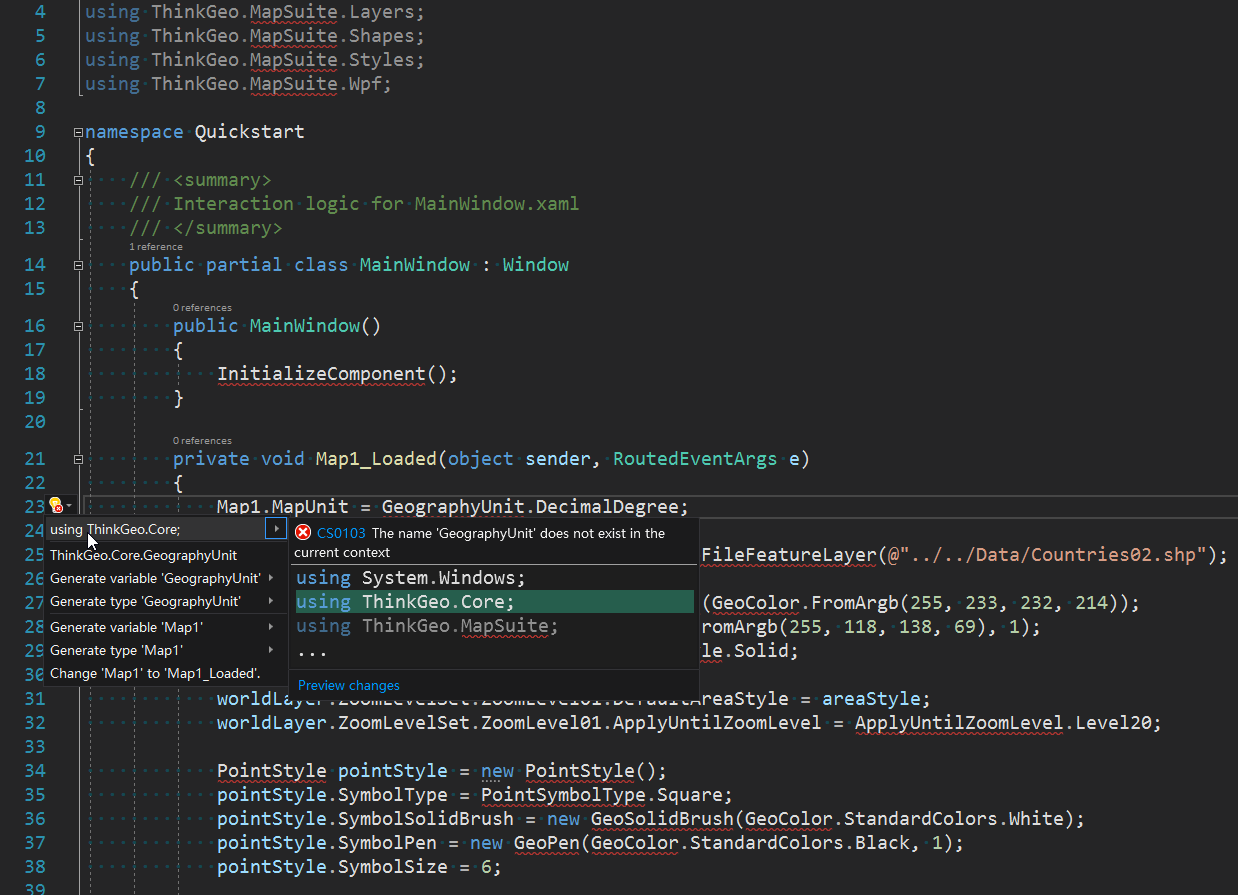 4 using ThinkGeo.MapSuite.Layers;
5 using ThinkGeo.MapSuite.Shapes;
6 using ThinkGeo.MapSuite.Styles;
7 using ThinkGeo.MapSuite.Wpf;
8
9 namespace Quickstart
10 {
11 /// <summary>
12 /// Interaction logic for MainWindow.xaml
13 /// </summary>
1 reference
14 public partial class MainWindow : Window
15 {
0 references
16 public MainWindow()
17 {
18 InitializeComponent();
19 }
20
0 references
21 private void Map1_Loaded(object sender, RoutedEventArgs e)
22 {
23 Map1.MapUnit = GeographyUnit.DecimalDegree;
24
25 FileFeatureLayer(@"../../Data/Countries02.shp");
26
27 (GeoColor.FromArgb(255, 233, 232, 214));
28 romArgb(255, 118, 138, 69), 1);
29 le.Solid;
30
using ThinkGeo.Core;
ThinkGeo.Core.GeographyUnit
Generate variable 'GeographyUnit'
Generate type 'GeographyUnit'
Generate variable 'Map1'
Generate type 'Map1'
Change 'Map1' to 'Map1_Loaded'.
CS0103 The name 'GeographyUnit' does not exist in the
current context
using System.Windows;
using ThinkGeo.Core;
using ThinkGeo.MapSuite;
...
Preview changes
31 worldLayer.ZoomLevelSet.ZoomLevel01.DefaultAreaStyle = areaStyle;
32 worldLayer.ZoomLevelSet.ZoomLevel01.ApplyUntilZoomLevel = ApplyUntilZoomLevel.Level20;
33
34 PointStyle pointStyle = new PointStyle();
35 pointStyle.SymbolType = PointSymbolType.Square;
36 pointStyle.SymbolSolidBrush = new GeoSolidBrush(GeoColor.StandardColors.White);
37 pointStyle.SymbolPen = new GeoPen(GeoColor.StandardColors.Black, 1);
38 pointStyle.SymbolSize = 6;
39